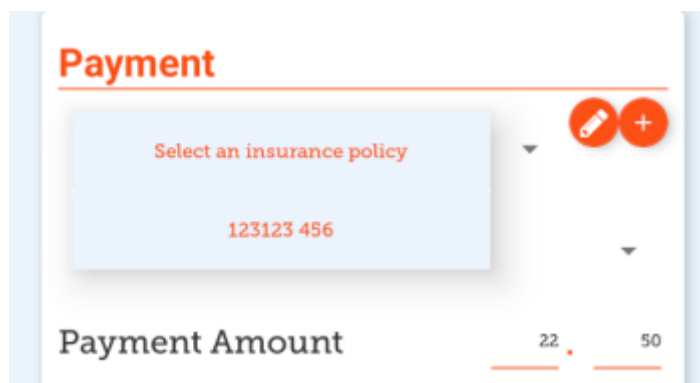 Payment
Select an insurance policy
123123 456
Payment Amount 22 . 50